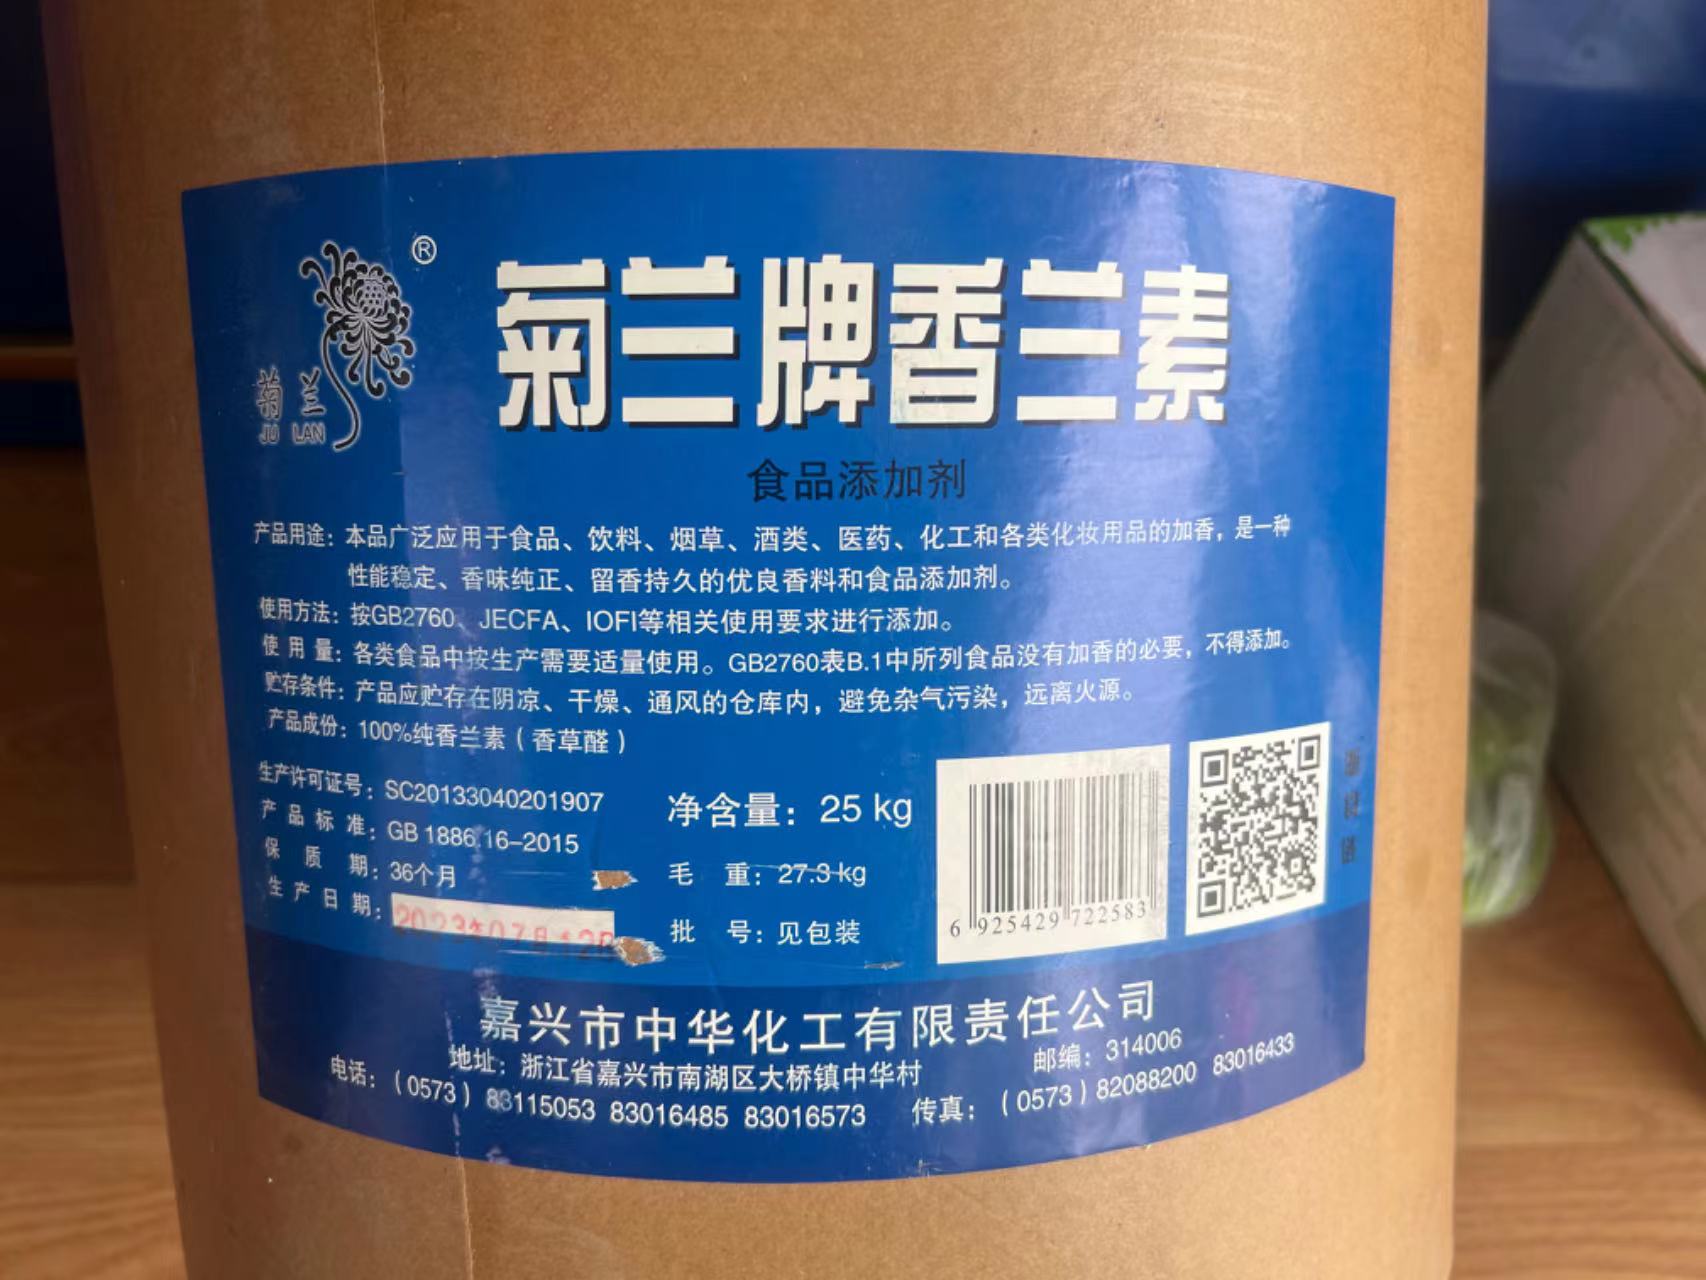 ®
菊兰
JU LAN
菊兰牌香兰素
食品添加剂
产品用途：本品广泛应用于食品、饮料、烟草、酒类、医药、化工和各类化妆用品的加香，是一种
性能稳定、香味纯正、留香持久的优良香料和食品添加剂。
使用方法：按GB2760、JECFA、IOFI等相关使用要求进行添加。
使用量：各类食品中按生产需要适量使用。GB2760表B.1中所列食品没有加香的必要，不得添加。
贮存条件：产品应贮存在阴凉、干燥、通风的仓库内，避免杂气污染，远离火源。
产品成份：100%纯香兰素（香草醛）
生产许可证号：SC20133040201907
产品标准：GB 1886.16-2015
保质期：36个月
生产日期：2023年07月12日
净含量：25 kg
毛重：27.3 kg
批号：见包装
6 925429 722583
浙食链
嘉兴市中华化工有限责任公司
地址：浙江省嘉兴市南湖区大桥镇中华村 邮编：314006
电话：（0573）83115053 83016485 83016573 传真：（0573）82088200 83016433